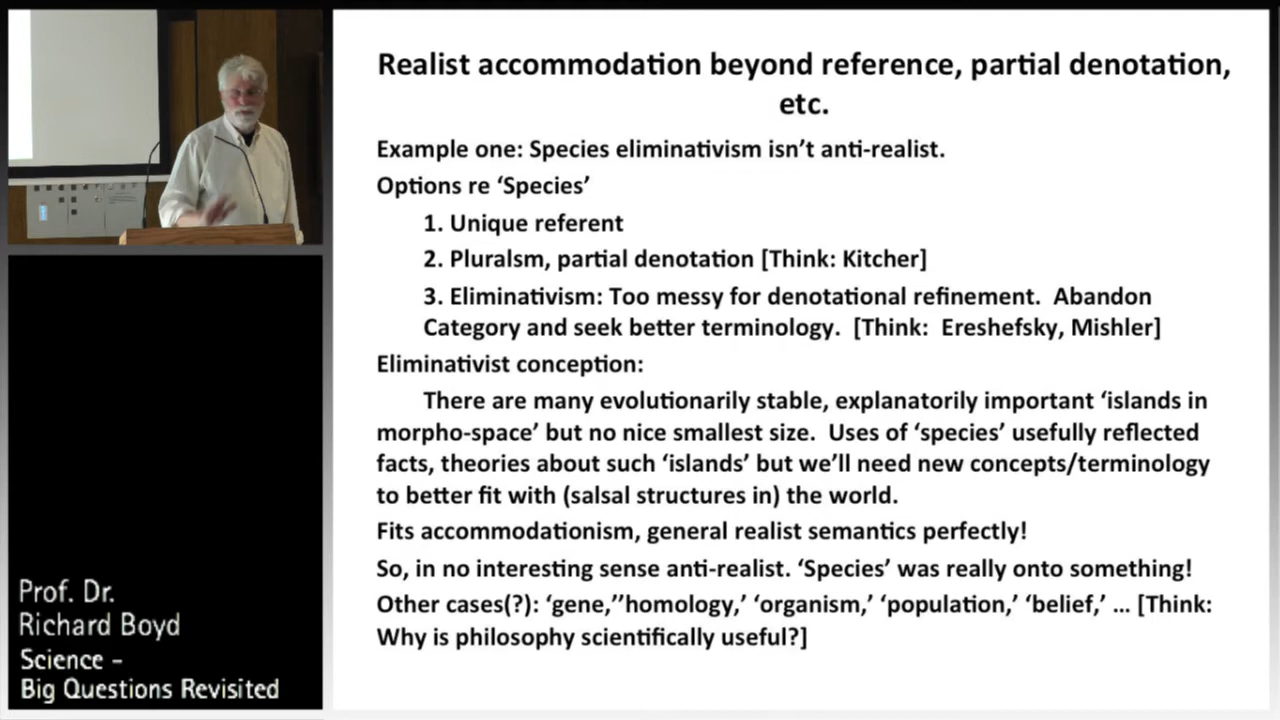 Realist accommodation beyond reference, partial denotation,
etc.
Example one: Species eliminativism isn't anti-realist.
Options re 'Species'
1. Unique referent
2. Pluralsm, partial denotation [Think: Kitcher]
3. Eliminativism: Too messy for denotational refinement.  Abandon
Category and seek better terminology.  [Think:  Ereshefsky, Mishler]
Eliminativist conception:
There are many evolutionarily stable, explanatorily important 'islands in
morpho-space' but no nice smallest size.  Uses of 'species' usefully reflected
facts, theories about such 'islands' but we'll need new concepts/terminology
to better fit with (salsal structures in) the world.
Fits accommodationism, general realist semantics perfectly!
So, in no interesting sense anti-realist. 'Species' was really onto something!
Other cases(?): 'gene,''homology,' 'organism,' 'population,' 'belief,' … [Think:
Why is philosophy scientifically useful?]
Prof. Dr.
Richard Boyd
Science -
Big Questions Revisited